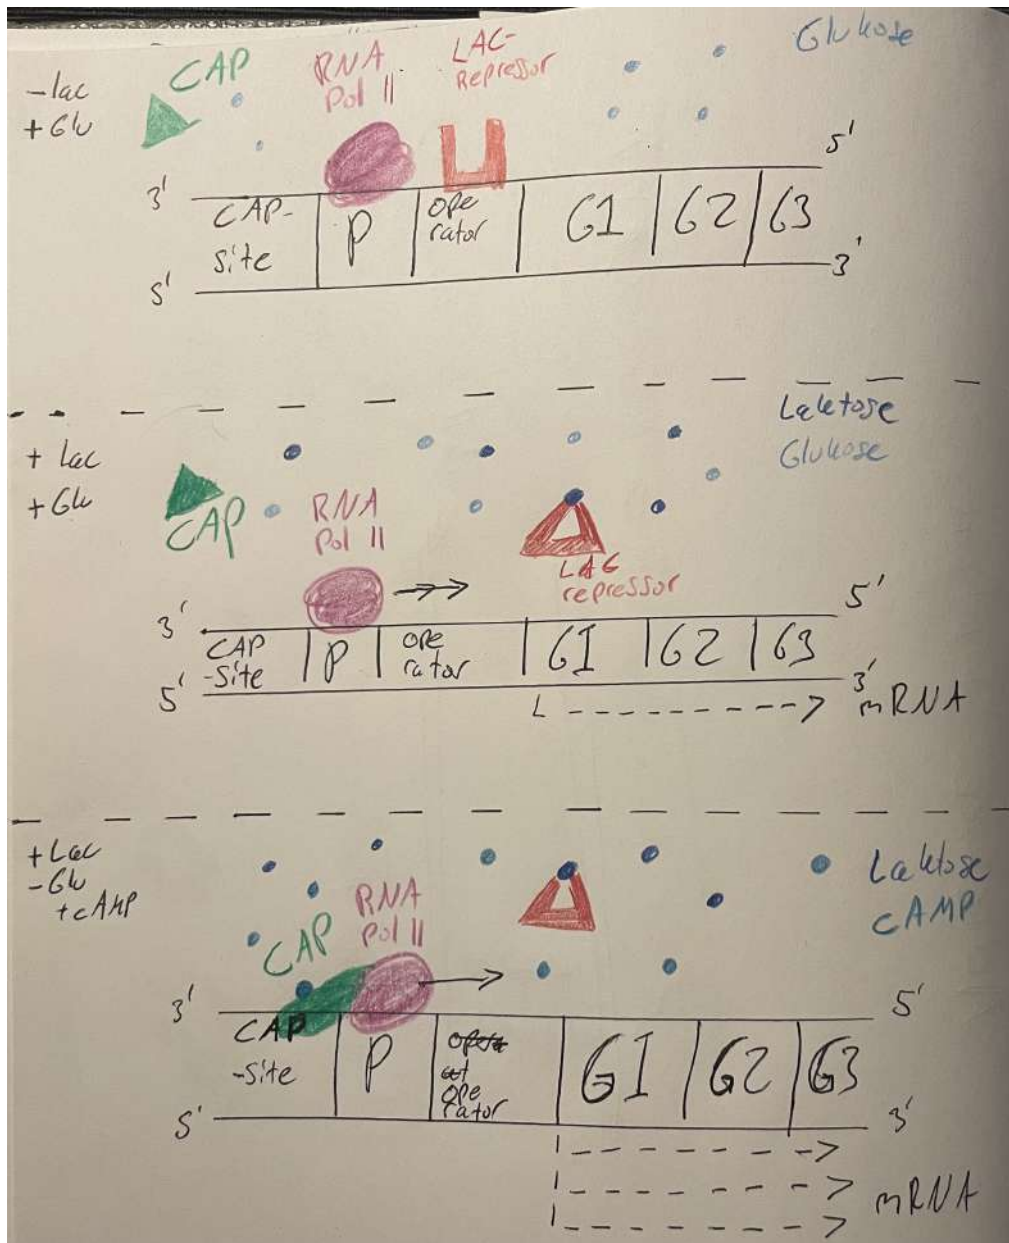 -lac
+Glu
CAP
RNA
Pol II
LAC-
Repressor
Glukose
3'
5'
CAP-
site
P
ope
rator
G1
G2
G3
5'
3'
+ Lac
+ Glu
CAP
RNA
Pol II
LAC
repressor
Laktose
Glukose
3'
5'
CAP
-site
P
ope
rator
G1
G2
G3
5'
3'
mRNA
+Lac
-Glu
+cAMP
CAP
RNA
Pol II
Laktose
cAMP
3'
5'
CAP
-site
P
ope
rator
G1
G2
G3
5'
3'
mRNA